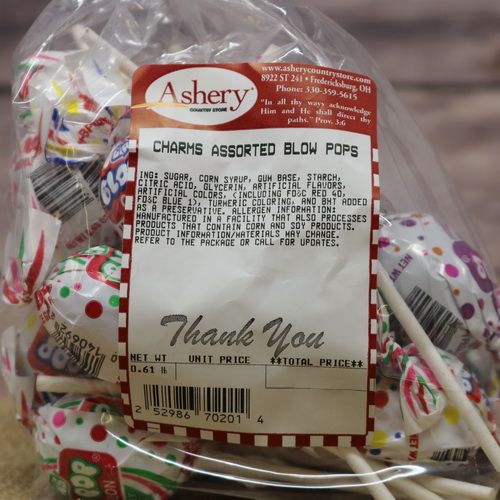 www.asherycountrystore.com
8922 ST 241 • Fredericksburg, OH
Phone: 330-359-5615
"In all thy ways acknowledge
Him and He shall direct thy
paths." Prov. 3:6
Ashery
COUNTRY STORE
CHARMS ASSORTED BLOW POPS
ING: SUGAR, CORN SYRUP, GUM BASE, STARCH,
CITRIC ACID, GLYCERIN, ARTIFICIAL FLAVORS,
ARTIFICIAL COLORS, (INCLUDING FD&C RED 40,
FD&C BLUE 1), TURMERIC COLORING, AND BHT ADDED
AS A PRESERVATIVE. ALLERGEN INFORMATION:
MANUFACTURED IN A FACILITY THAT ALSO PROCESSES
PRODUCTS THAT CONTAIN CORN AND SOY PRODUCTS.
PRODUCT INFORMATION/MATERIALS MAY CHANGE.
REFER TO THE PACKAGE OR CALL FOR UPDATES.
Thank You
NET WT UNIT PRICE **TOTAL PRICE**
0.61 lb
2 52986 70201 4
BLO
NET WT
POP
NET